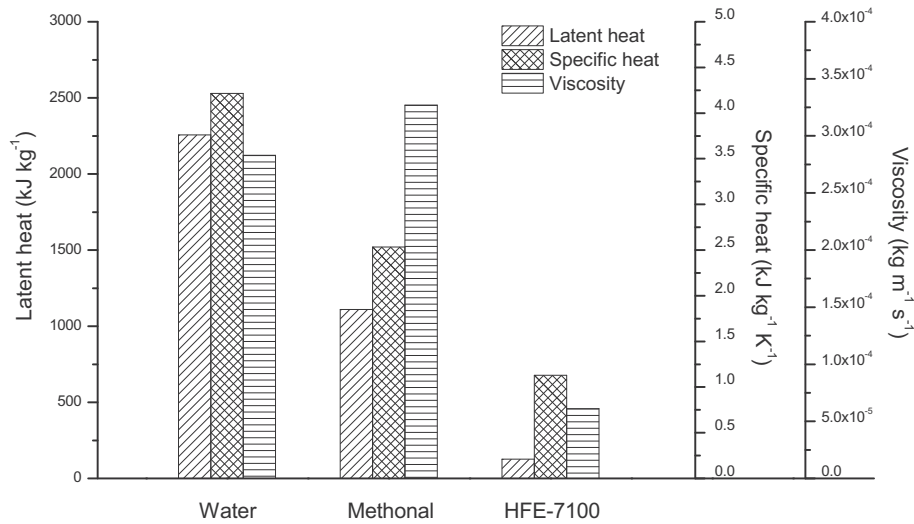 3000
2500
2000
1500
1000
500
0
Latent heat (kJ kg⁻¹)
Latent heat
Specific heat
Viscosity
Water
Methonal
HFE-7100
5.0
4.5
4.0
3.5
3.0
2.5
2.0
1.5
1.0
0.5
0.0
Specific heat (kJ kg⁻¹ K⁻¹)
4.0x10⁻⁴
3.5x10⁻⁴
3.0x10⁻⁴
2.5x10⁻⁴
2.0x10⁻⁴
1.5x10⁻⁴
1.0x10⁻⁴
5.0x10⁻⁵
0.0
Viscosity (kg m⁻¹ s⁻¹)